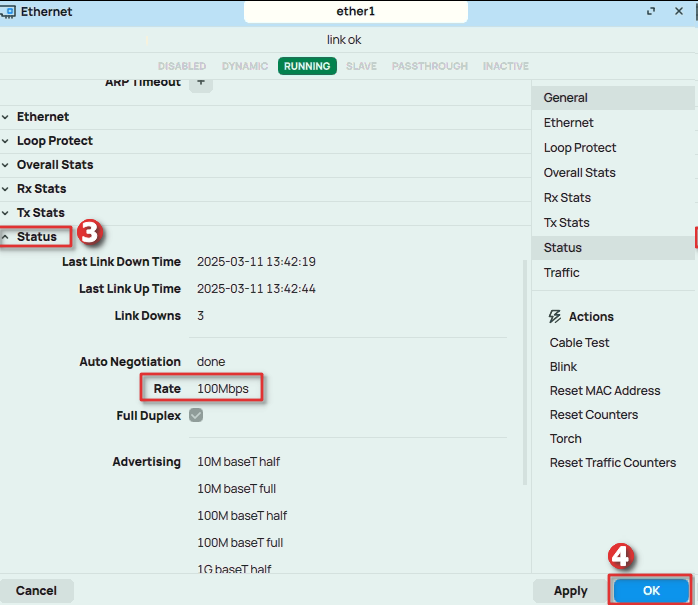 Ethernet
ether1
link ok
DISABLED DYNAMIC RUNNING SLAVE PASSTHROUGH INACTIVE
ARP Timeout +
Ethernet
Loop Protect
Overall Stats
Rx Stats
Tx Stats
Status 3
Last Link Down Time 2025-03-11 13:42:19
Last Link Up Time 2025-03-11 13:42:44
Link Downs 3
Auto Negotiation done
Rate 100Mbps
Full Duplex
Advertising 10M baseT half
10M baseT full
100M baseT half
100M baseT full
1G baseT half
General
Ethernet
Loop Protect
Overall Stats
Rx Stats
Tx Stats
Status
Traffic
Actions
Cable Test
Blink
Reset MAC Address
Reset Counters
Torch
Reset Traffic Counters
4
Cancel Apply OK